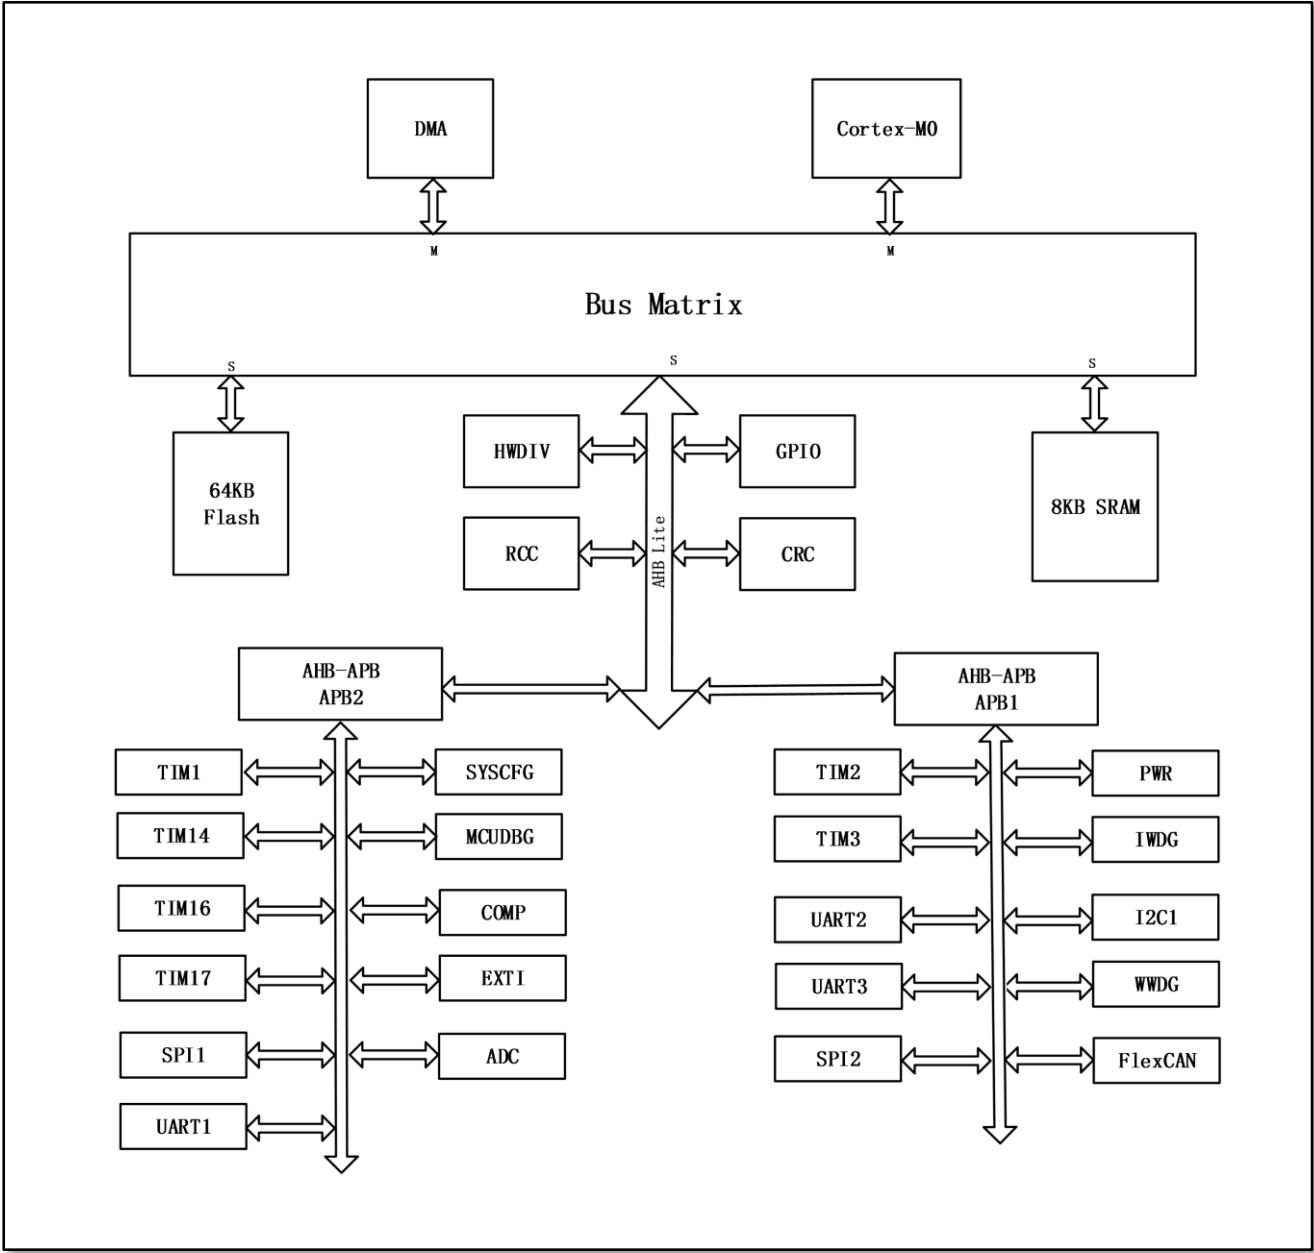 DMA
Cortex-M0
M
M
Bus Matrix
S
S
S
HWDIV
GPIO
64KB
Flash
8KB SRAM
RCC
AHB Lite
CRC
AHB-APB
APB2
AHB-APB
APB1
TIM1
SYSCFG
TIM2
PWR
TIM14
MCUDBG
TIM3
IWDG
TIM16
COMP
UART2
I2C1
TIM17
EXTI
UART3
WWDG
SPI1
ADC
SPI2
FlexCAN
UART1